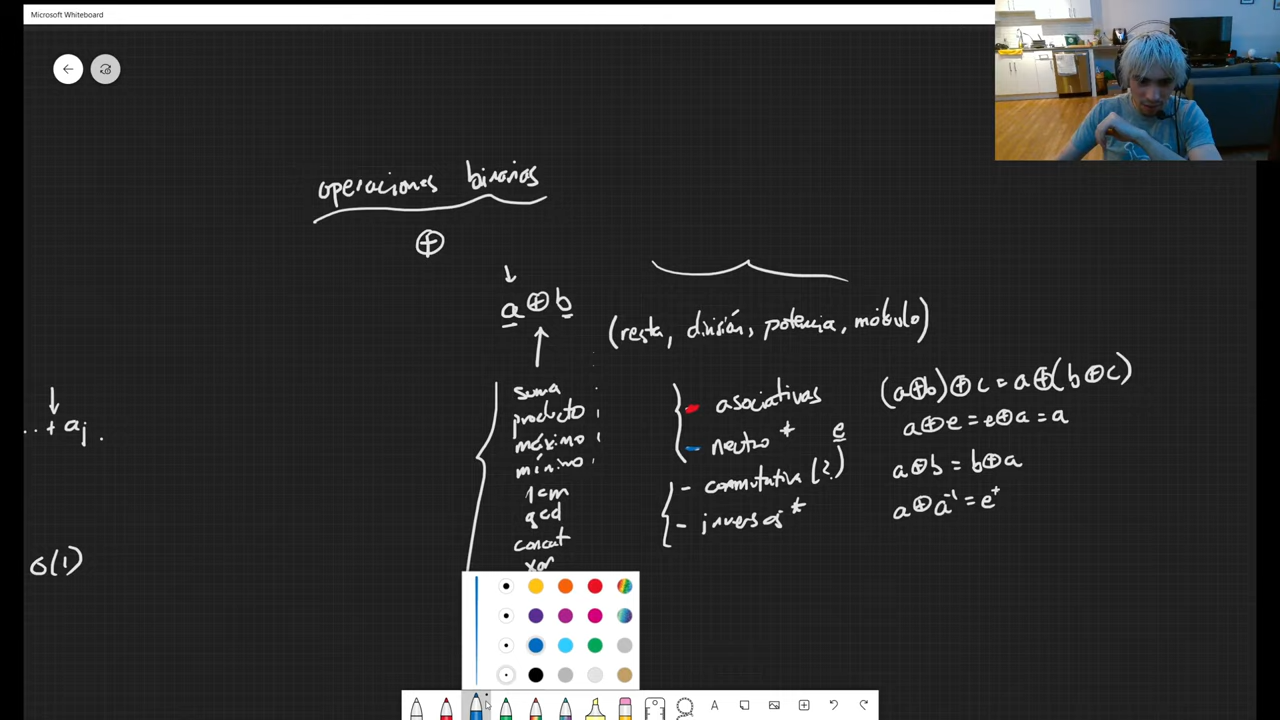 Microsoft Whiteboard
operaciones binarias
⊕
a ⊕ b
(resta, división, potencia, módulo)
suma
producto
máximo
mínimo
lcm
gcd
concat
xor
- asociativas
- neutro * e
- conmutativa (?)
- inversos *
(a⊕b)⊕c = a⊕(b⊕c)
a⊕e = e⊕a = a
a⊕b = b⊕a
a⊕a⁻¹ = e⁺
.. + aⱼ .
O(1)
A